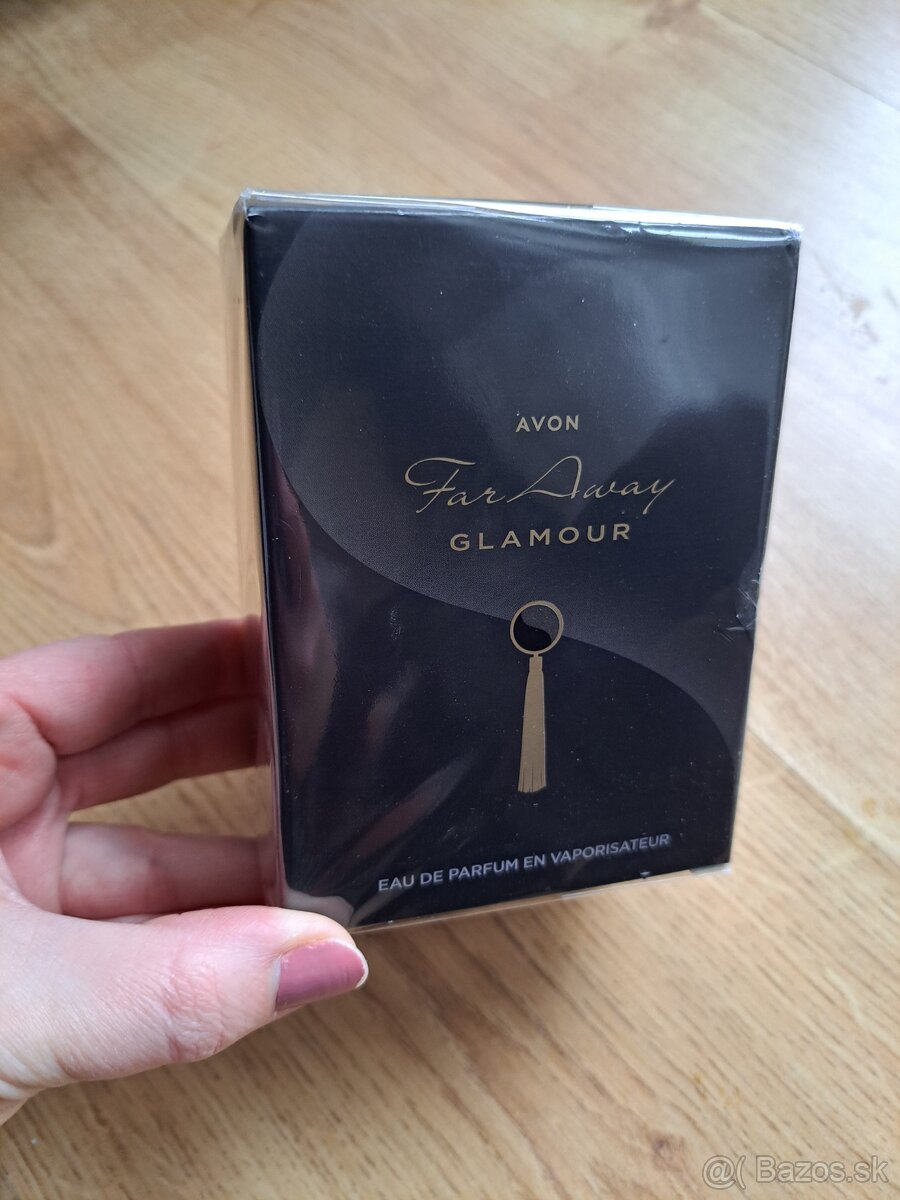 AVON
Far Away
GLAMOUR
EAU DE PARFUM EN VAPORISATEUR
@( Bazos.sk